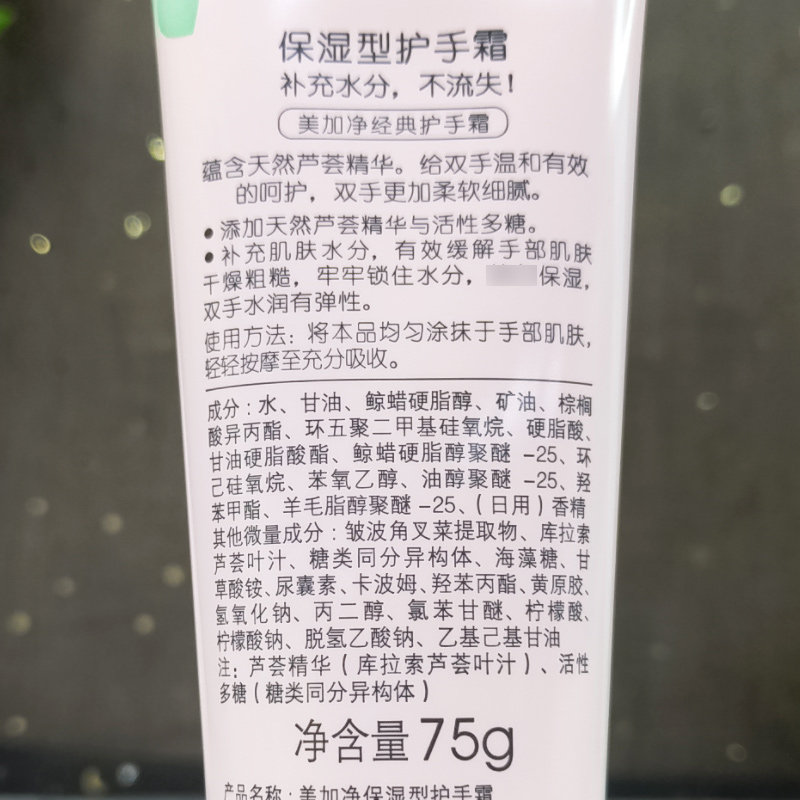 保湿型护手霜
补充水分，不流失！
美加净经典护手霜
蕴含天然芦荟精华。给双手温和有效
的呵护，双手更加柔软细腻。
• 添加天然芦荟精华与活性多糖。
• 补充肌肤水分，有效缓解手部肌肤
干燥粗糙，牢牢锁住水分，保湿，
双手水润有弹性。
使用方法：将本品均匀涂抹于手部肌肤，
轻轻按摩至充分吸收。
成分：水、甘油、鲸蜡硬脂醇、矿油、棕榈
酸异丙酯、环五聚二甲基硅氧烷、硬脂酸、
甘油硬脂酸酯、鲸蜡硬脂醇聚醚 -25、环
己硅氧烷、苯氧乙醇、油醇聚醚 -25、羟
苯甲酯、羊毛脂醇聚醚 -25、（日用）香精
其他微量成分：皱波角叉菜提取物、库拉索
芦荟叶汁、糖类同分异构体、海藻糖、甘
草酸铵、尿囊素、卡波姆、羟苯丙酯、黄原胶、
氢氧化钠、丙二醇、氯苯甘醚、柠檬酸、
柠檬酸钠、脱氢乙酸钠、乙基己基甘油
注：芦荟精华（库拉索芦荟叶汁）、活性
多糖（糖类同分异构体）
净含量 75g
产品名称：美加净保湿型护手霜